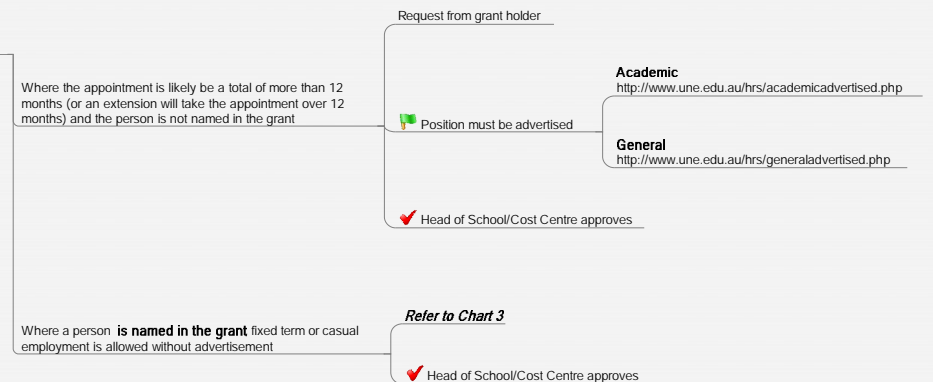 Request from grant holder
Where the appointment is likely be a total of more than 12
months (or an extension will take the appointment over 12
months) and the person is not named in the grant
Position must be advertised
Academic
http://www.une.edu.au/hrs/academicadvertised.php
General
http://www.une.edu.au/hrs/generaladvertised.php
Head of School/Cost Centre approves
Where a person is named in the grant fixed term or casual
employment is allowed without advertisement
Refer to Chart 3
Head of School/Cost Centre approves